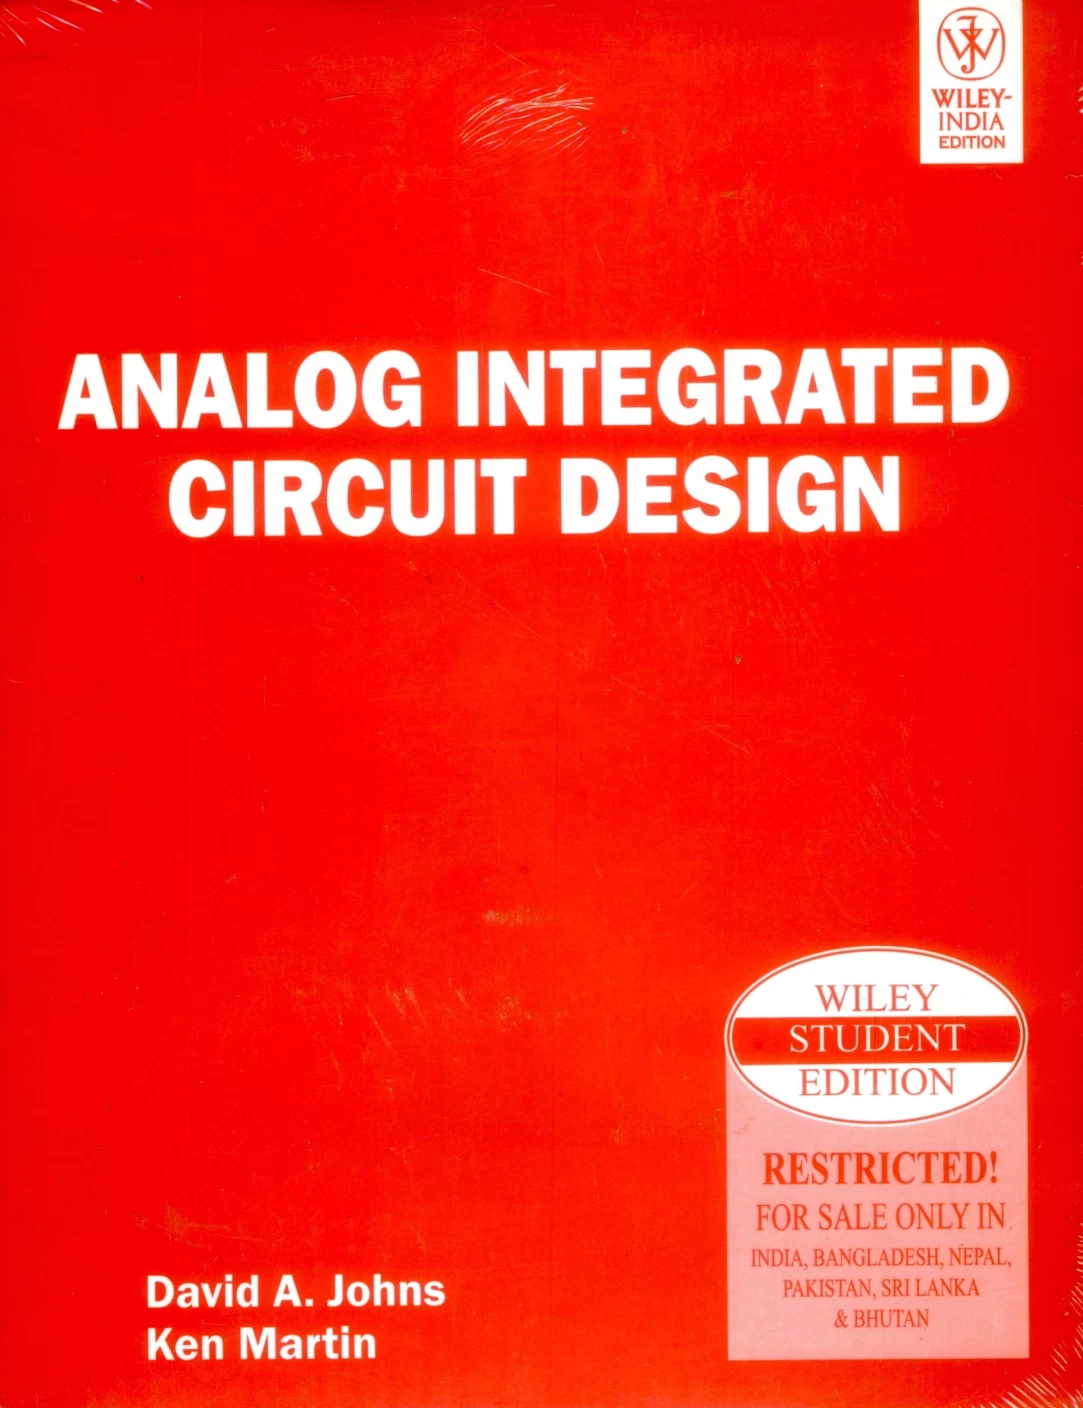 WILEY-
INDIA
EDITION
ANALOG INTEGRATED
CIRCUIT DESIGN
WILEY
STUDENT
EDITION
RESTRICTED!
FOR SALE ONLY IN
INDIA, BANGLADESH, NEPAL,
PAKISTAN, SRI LANKA
& BHUTAN
David A. Johns
Ken Martin